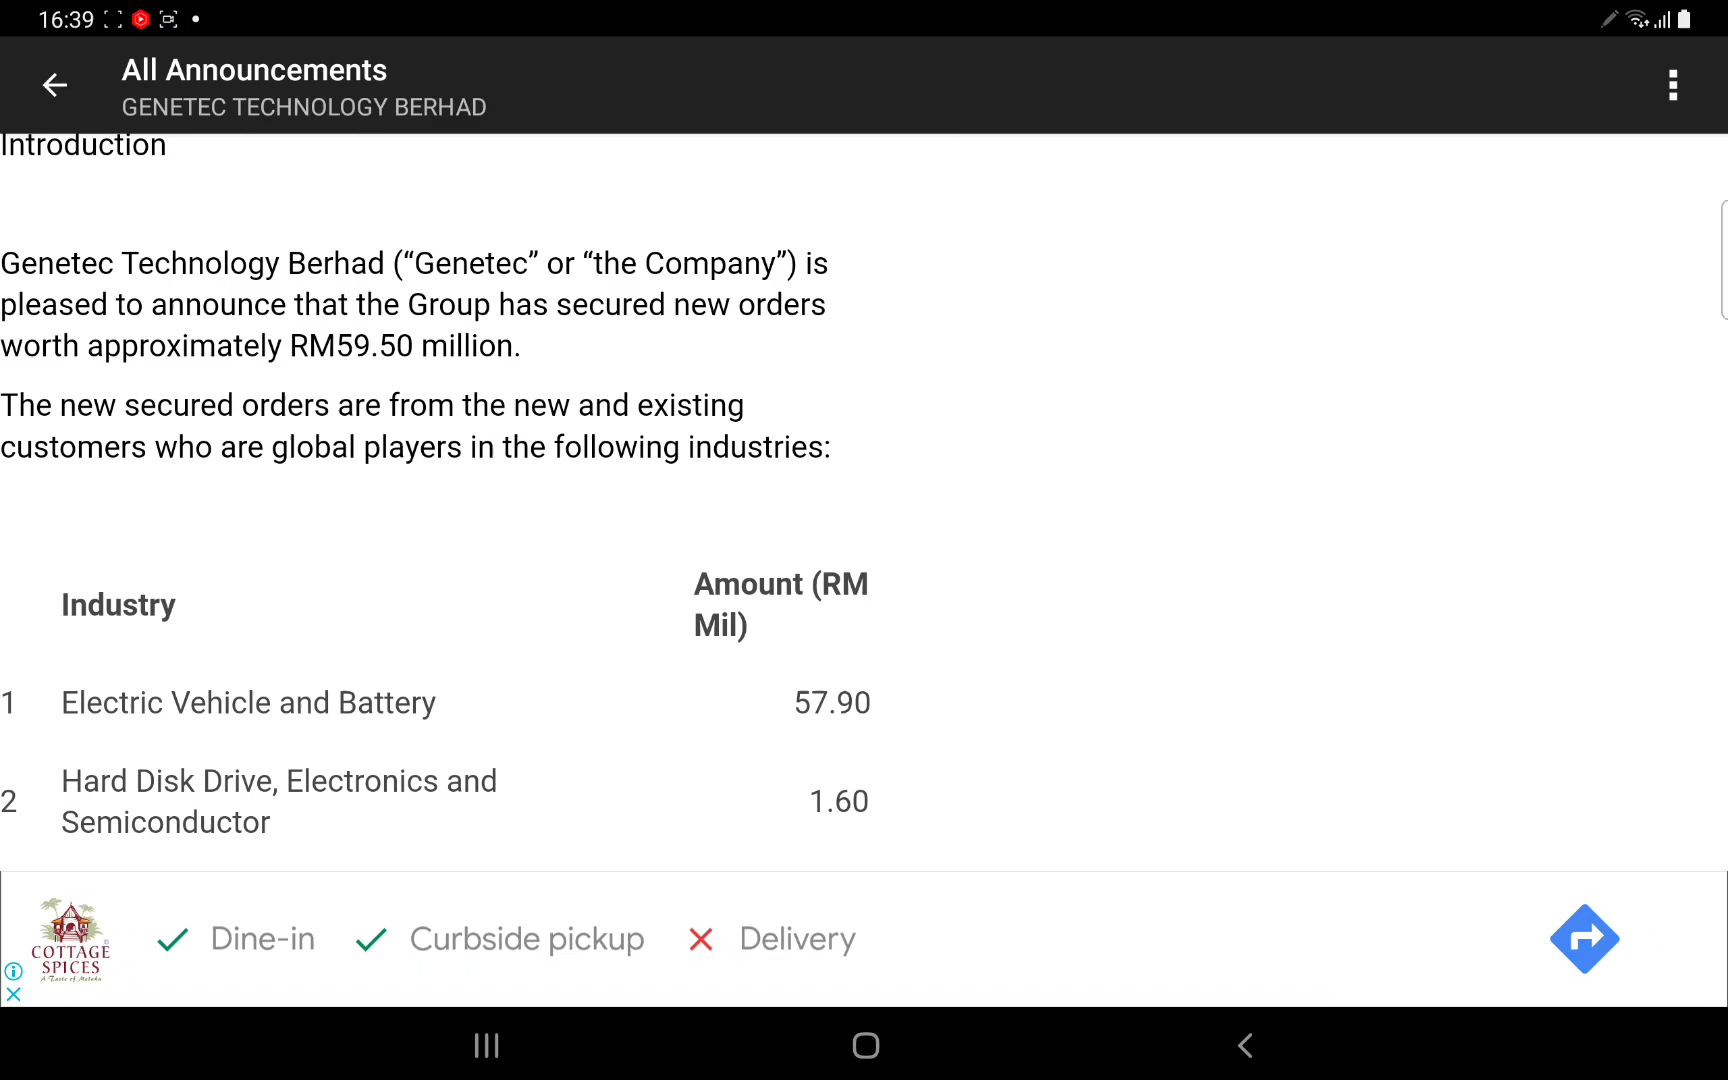 16:39
All Announcements
GENETEC TECHNOLOGY BERHAD
Introduction
Genetec Technology Berhad (“Genetec” or “the Company”) is
pleased to announce that the Group has secured new orders
worth approximately RM59.50 million.
The new secured orders are from the new and existing
customers who are global players in the following industries:
Industry
Amount (RM
Mil)
1 Electric Vehicle and Battery 57.90
2 Hard Disk Drive, Electronics and
Semiconductor
1.60
COTTAGE
SPICES
A Taste of Melaka
Dine-in Curbside pickup Delivery